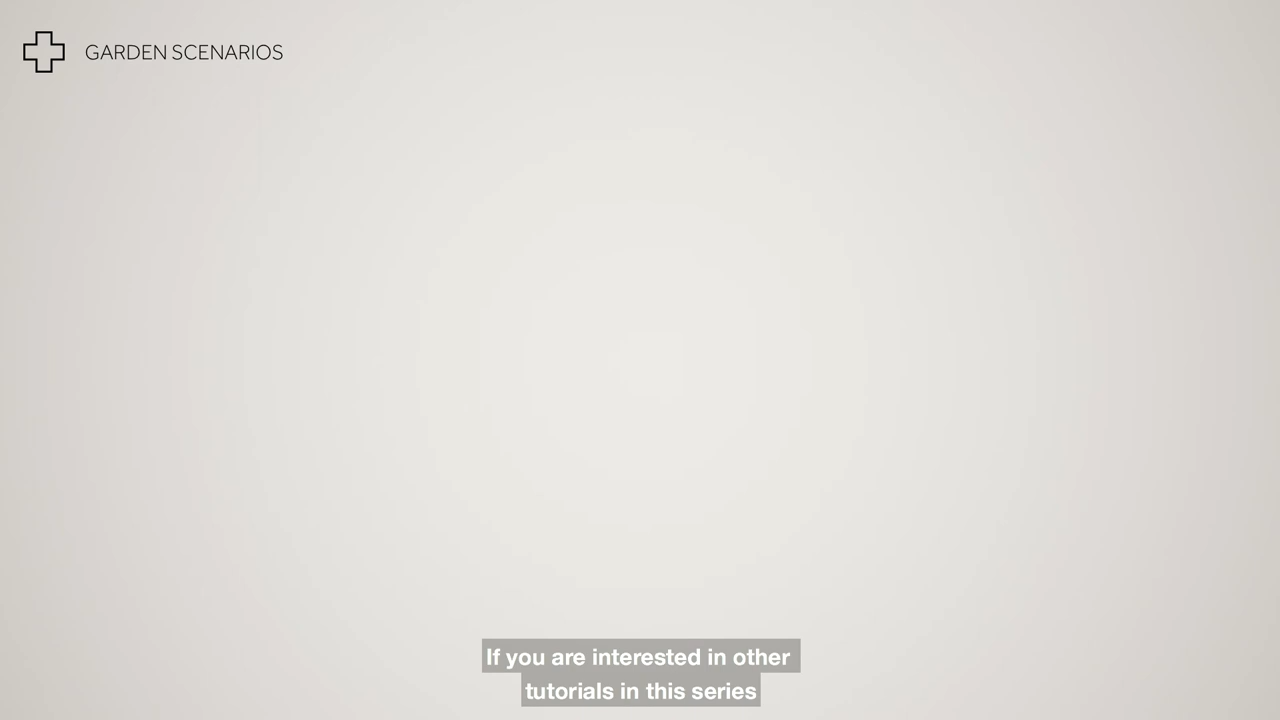 GARDEN SCENARIOS
If you are interested in other
tutorials in this series